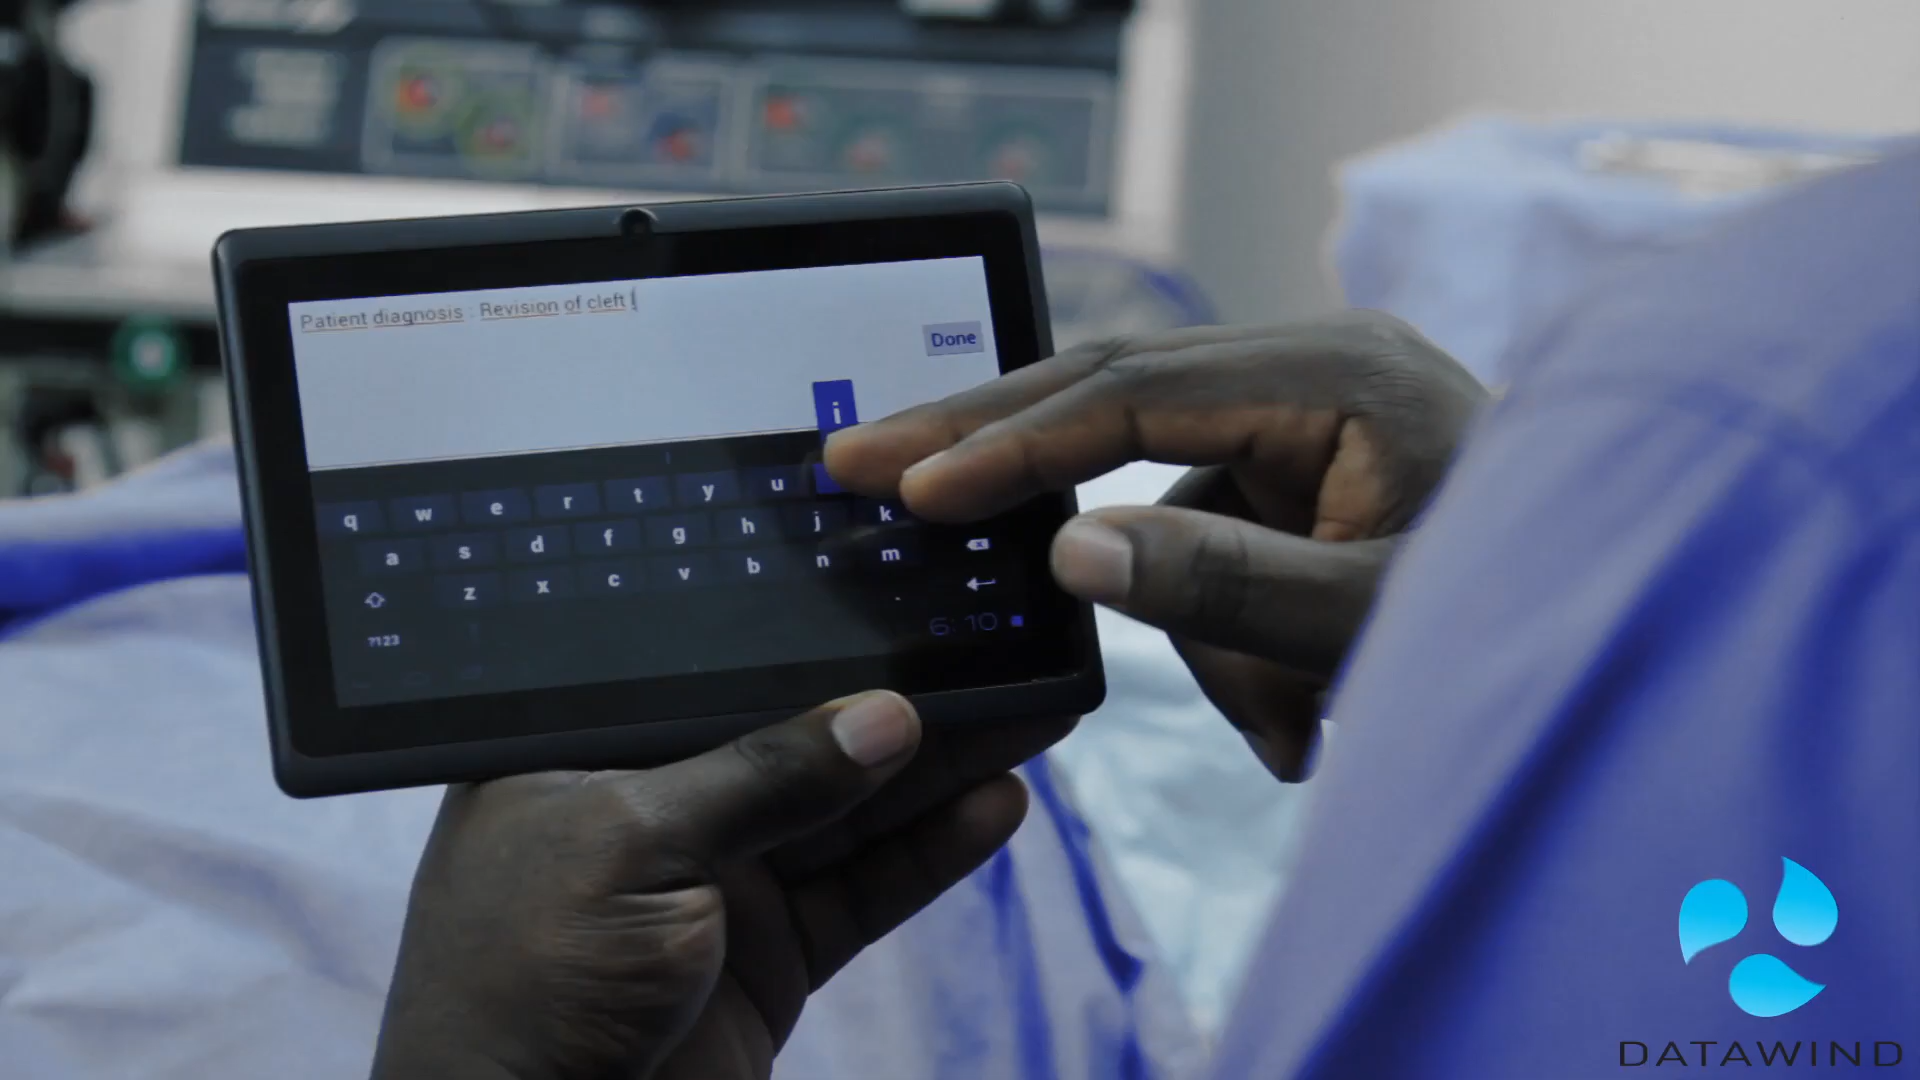 Patient diagnosis : Revision of cleft l
Done
i
q w e r t y u
a s d f g h j k
z x c v b n m
?123
.
6:10
DATAWIND